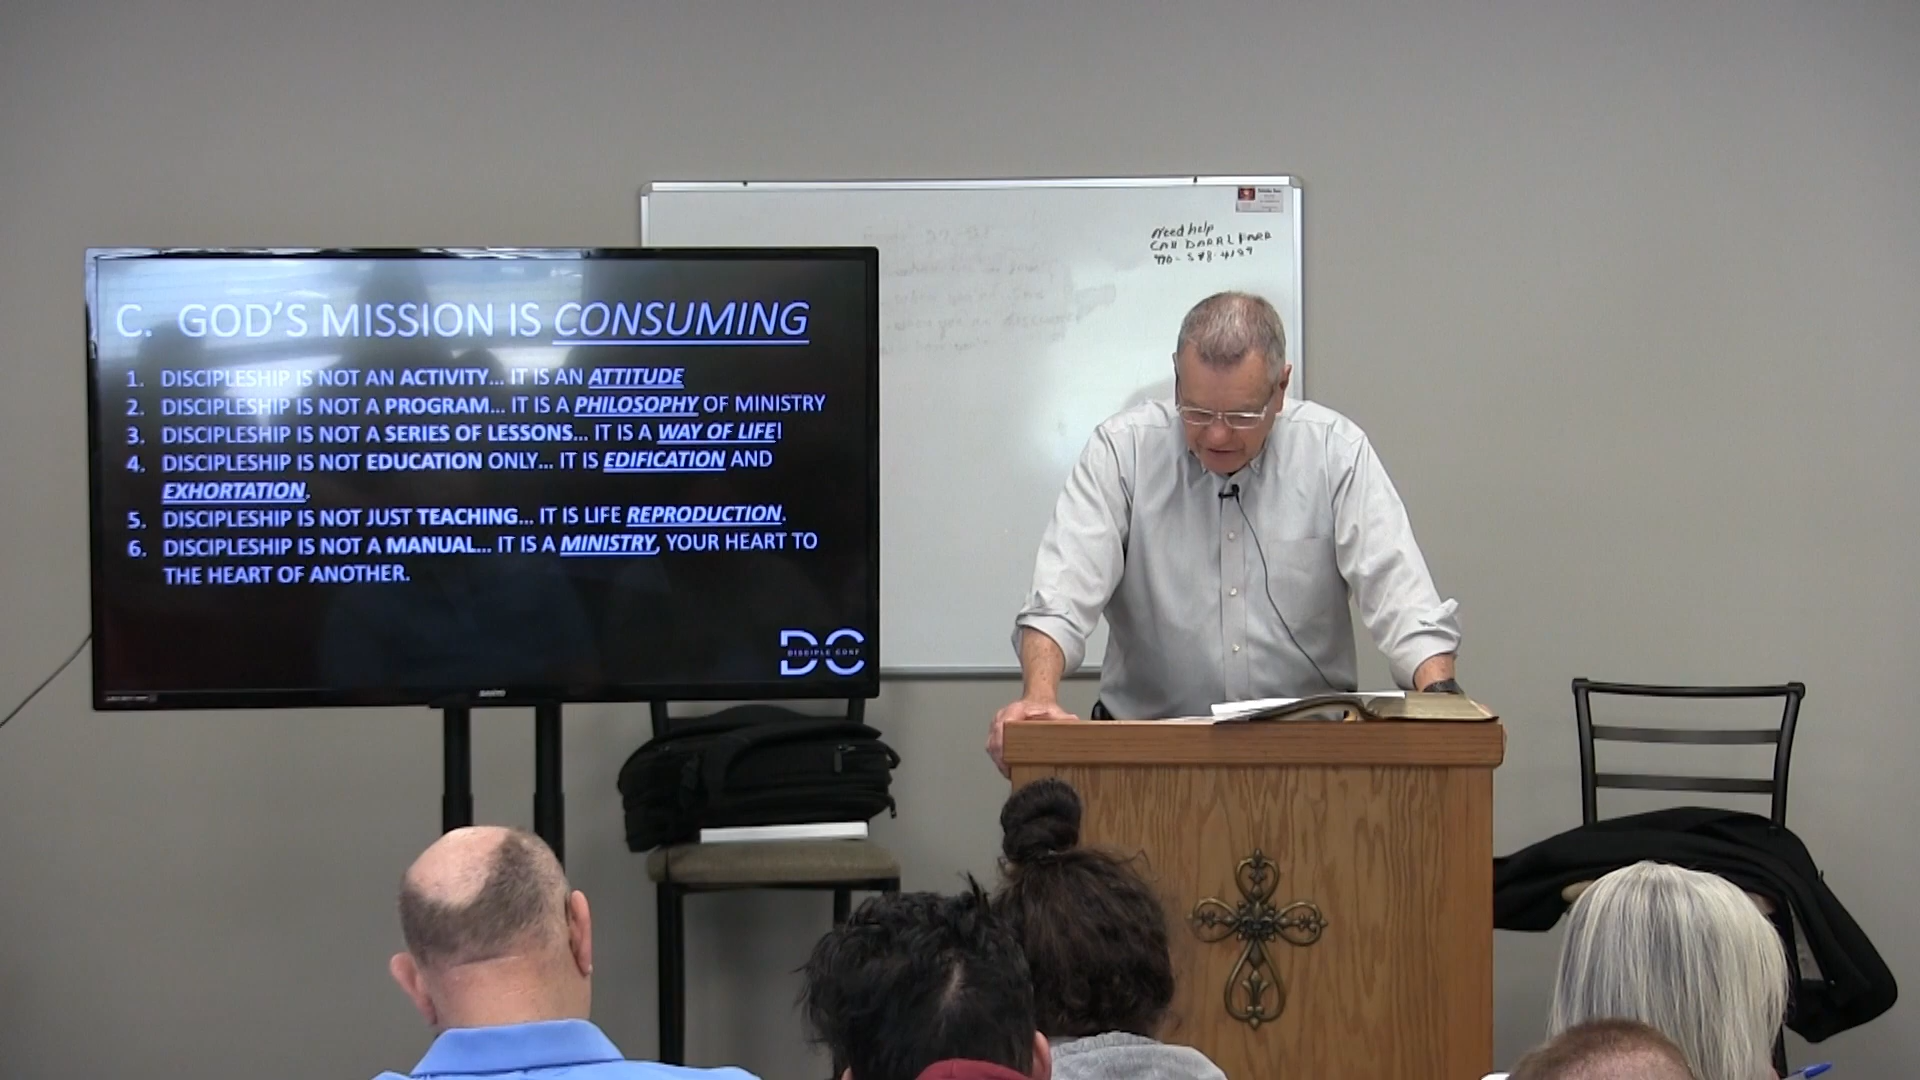 C. GOD'S MISSION IS CONSUMING
1. DISCIPLESHIP IS NOT AN ACTIVITY... IT IS AN ATTITUDE
2. DISCIPLESHIP IS NOT A PROGRAM... IT IS A PHILOSOPHY OF MINISTRY
3. DISCIPLESHIP IS NOT A SERIES OF LESSONS... IT IS A WAY OF LIFE!
4. DISCIPLESHIP IS NOT EDUCATION ONLY... IT IS EDIFICATION AND
EXHORTATION.
5. DISCIPLESHIP IS NOT JUST TEACHING... IT IS LIFE REPRODUCTION.
6. DISCIPLESHIP IS NOT A MANUAL... IT IS A MINISTRY, YOUR HEART TO
THE HEART OF ANOTHER.
DC
DISCIPLE CONF
SANYO
Need help
CALL